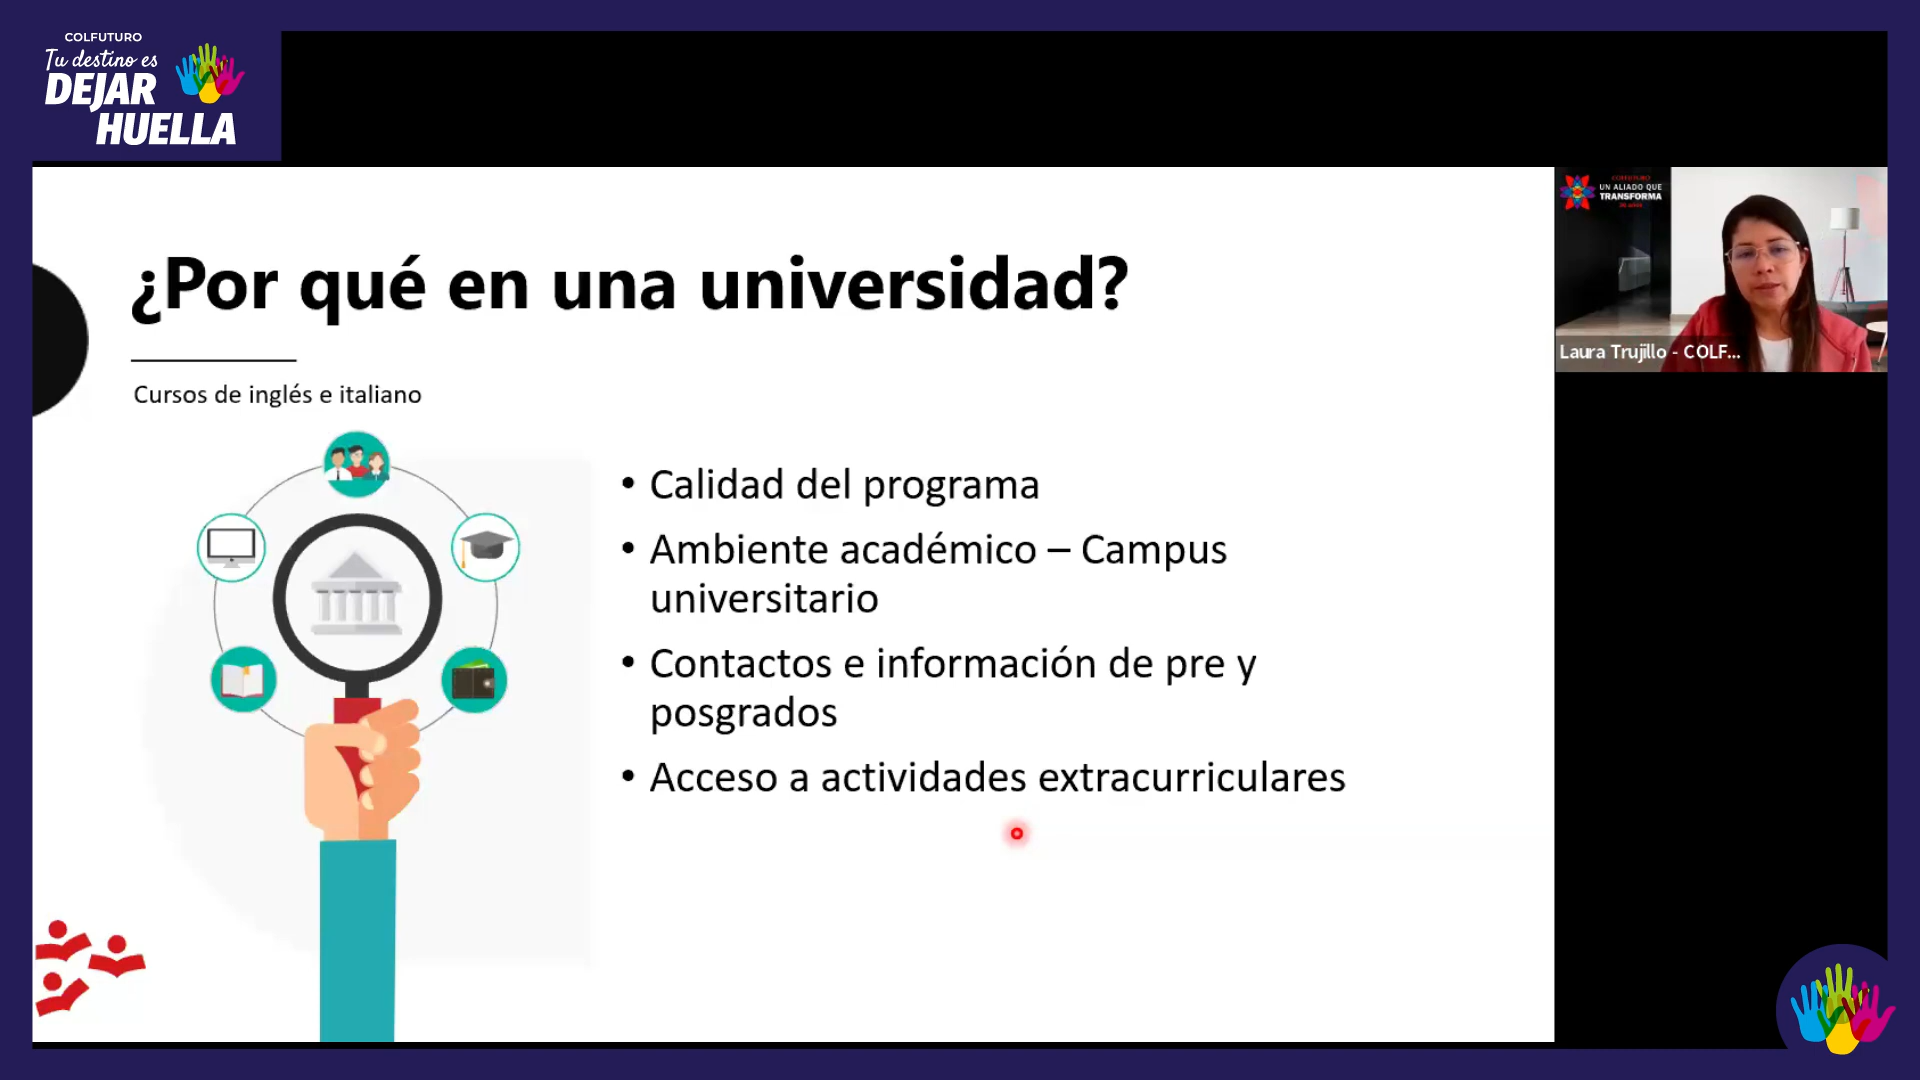 COLFUTURO
Tu destino es
DEJAR
HUELLA
COLFUTURO
UN ALIADO QUE
TRANSFORMA
Laura Trujillo - COLF...
¿Por qué en una universidad?
Cursos de inglés e italiano
• Calidad del programa
• Ambiente académico – Campus
universitario
• Contactos e información de pre y
posgrados
• Acceso a actividades extracurriculares